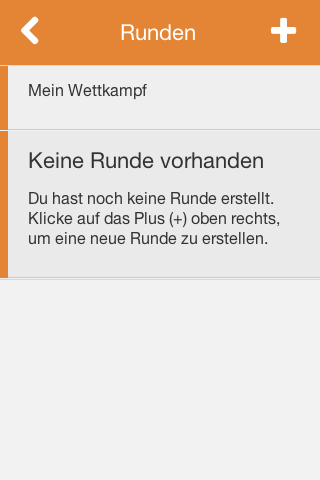 Runden
Mein Wettkampf
Keine Runde vorhanden
Du hast noch keine Runde erstellt.
Klicke auf das Plus (+) oben rechts,
um eine neue Runde zu erstellen.